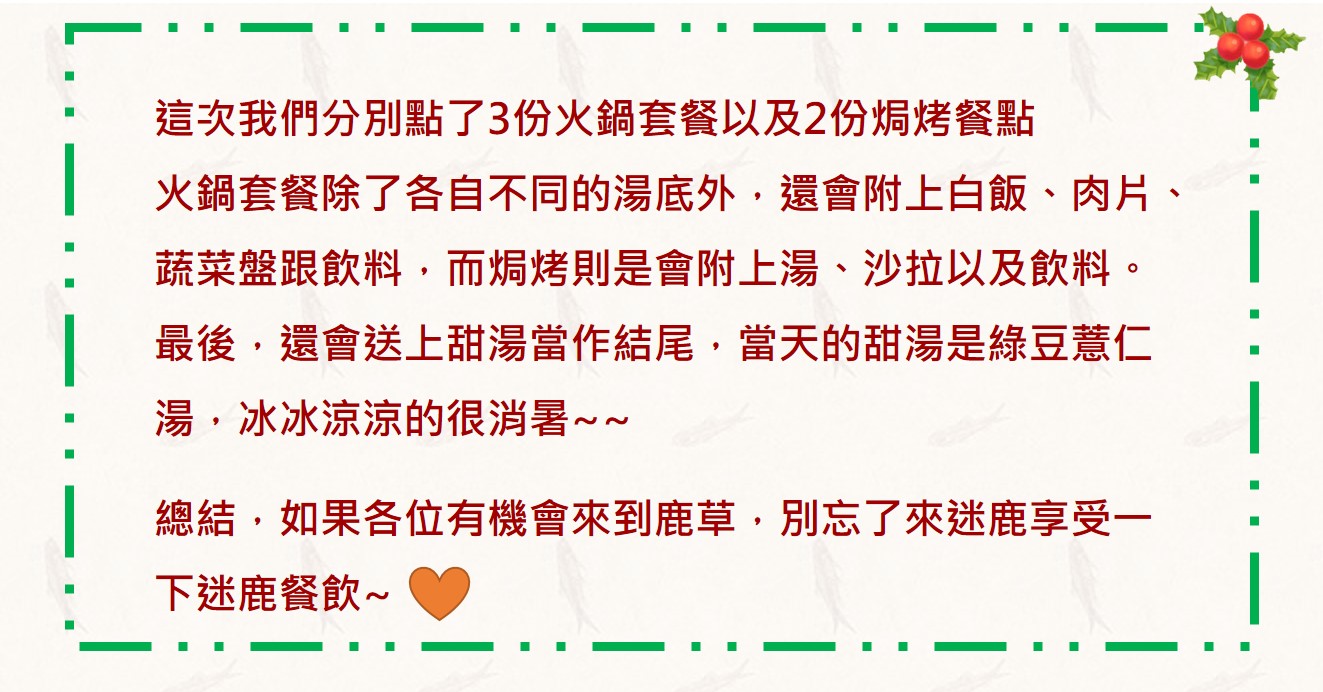 這次我們分別點了3份火鍋套餐以及2份焗烤餐點
火鍋套餐除了各自不同的湯底外，還會附上白飯、肉片、
蔬菜盤跟飲料，而焗烤則是會附上湯、沙拉以及飲料。
最後，還會送上甜湯當作結尾，當天的甜湯是綠豆薏仁
湯，冰冰涼涼的很消暑~~
總結，如果各位有機會來到鹿草，別忘了來迷鹿享受一
下迷鹿餐飲~